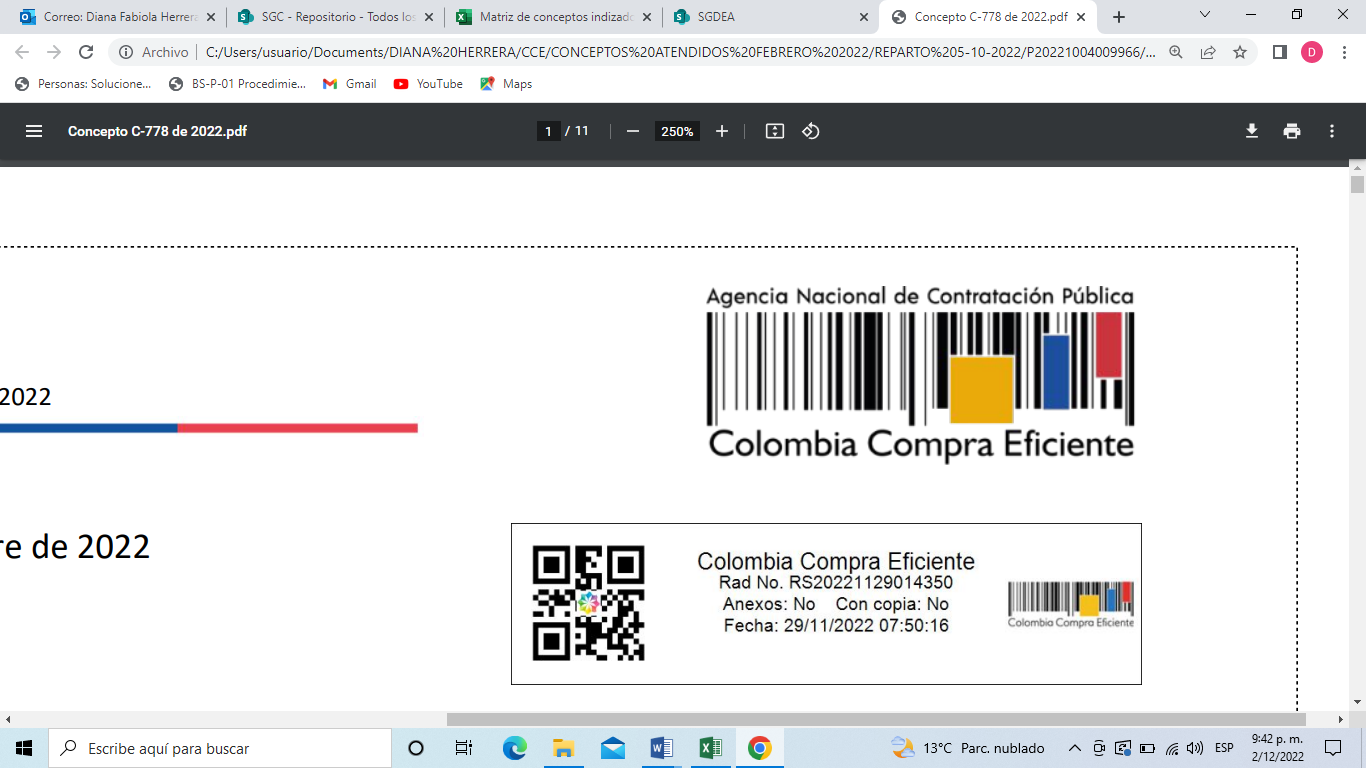 Correo: Diana Fabiola Herrera
SGC - Repositorio - Todos los
Matriz de conceptos indizado
SGDEA
Concepto C-778 de 2022.pdf
Archivo
C:/Users/usuario/Documents/DIANA%20HERRERA/CCE/CONCEPTOS%20ATENDIDOS%20FEBRERO%202022/REPARTO%205-10-2022/P20221004009966/...
D
Personas: Solucione...
BS-P-01 Procedimie...
Gmail
YouTube
Maps
Concepto C-778 de 2022.pdf
1 / 11
250%
Agencia Nacional de Contratación Pública
Colombia Compra Eficiente
2022
re de 2022
Colombia Compra Eficiente
Rad No. RS20221129014350
Anexos: No Con copia: No
Fecha: 29/11/2022 07:50:16
Colombia Compra Eficiente
Escribe aquí para buscar
13°C Parc. nublado
ESP
9:42 p. m.
2/12/2022